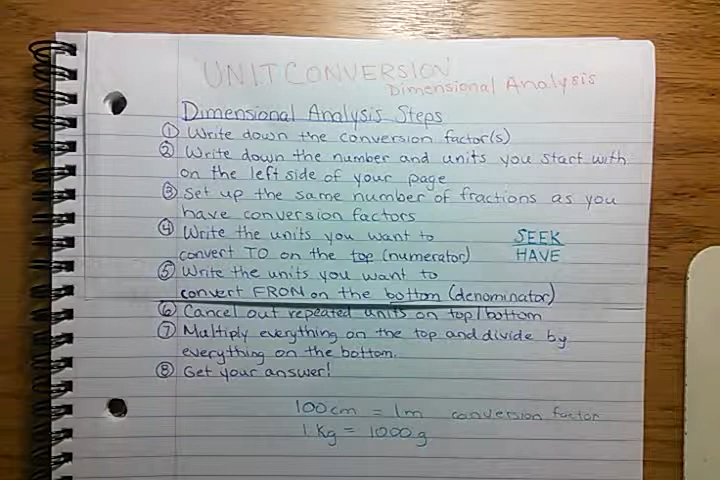 UNIT CONVERSION
Dimensional Analysis
Dimensional Analysis Steps
① Write down the conversion factor(s)
② Write down the number and units you start with
on the left side of your page
③ Set up the same number of fractions as you
have conversion factors
④ Write the units you want to
convert TO on the top (numerator)
SEEK
HAVE
⑤ Write the units you want to
convert FROM on the bottom (denominator)
⑥ Cancel out repeated units on top/bottom
⑦ Multiply everything on the top and divide by
everything on the bottom.
⑧ Get your answer!
100cm = 1m conversion factor
1 Kg = 1000g